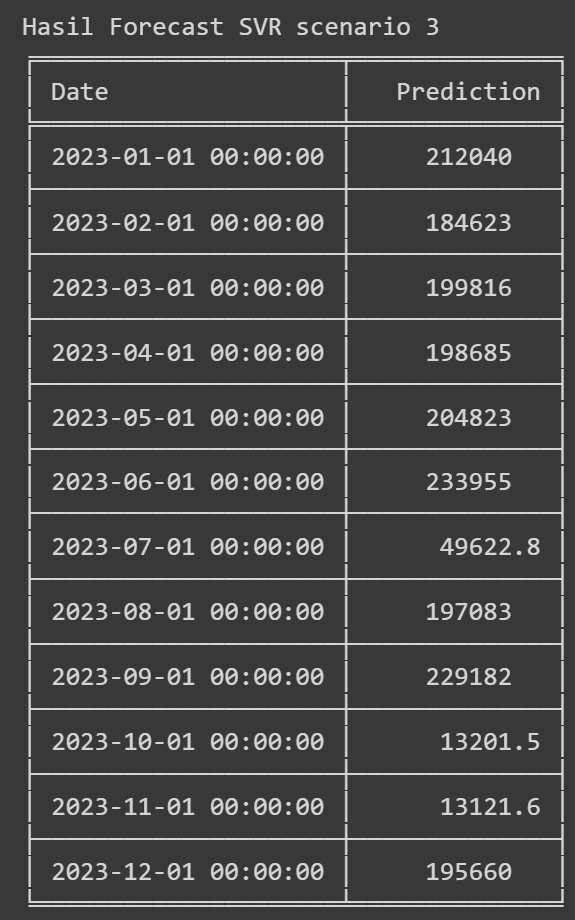 Hasil Forecast SVR scenario 3
Date Prediction
2023-01-01 00:00:00 212040
2023-02-01 00:00:00 184623
2023-03-01 00:00:00 199816
2023-04-01 00:00:00 198685
2023-05-01 00:00:00 204823
2023-06-01 00:00:00 233955
2023-07-01 00:00:00 49622.8
2023-08-01 00:00:00 197083
2023-09-01 00:00:00 229182
2023-10-01 00:00:00 13201.5
2023-11-01 00:00:00 13121.6
2023-12-01 00:00:00 195660